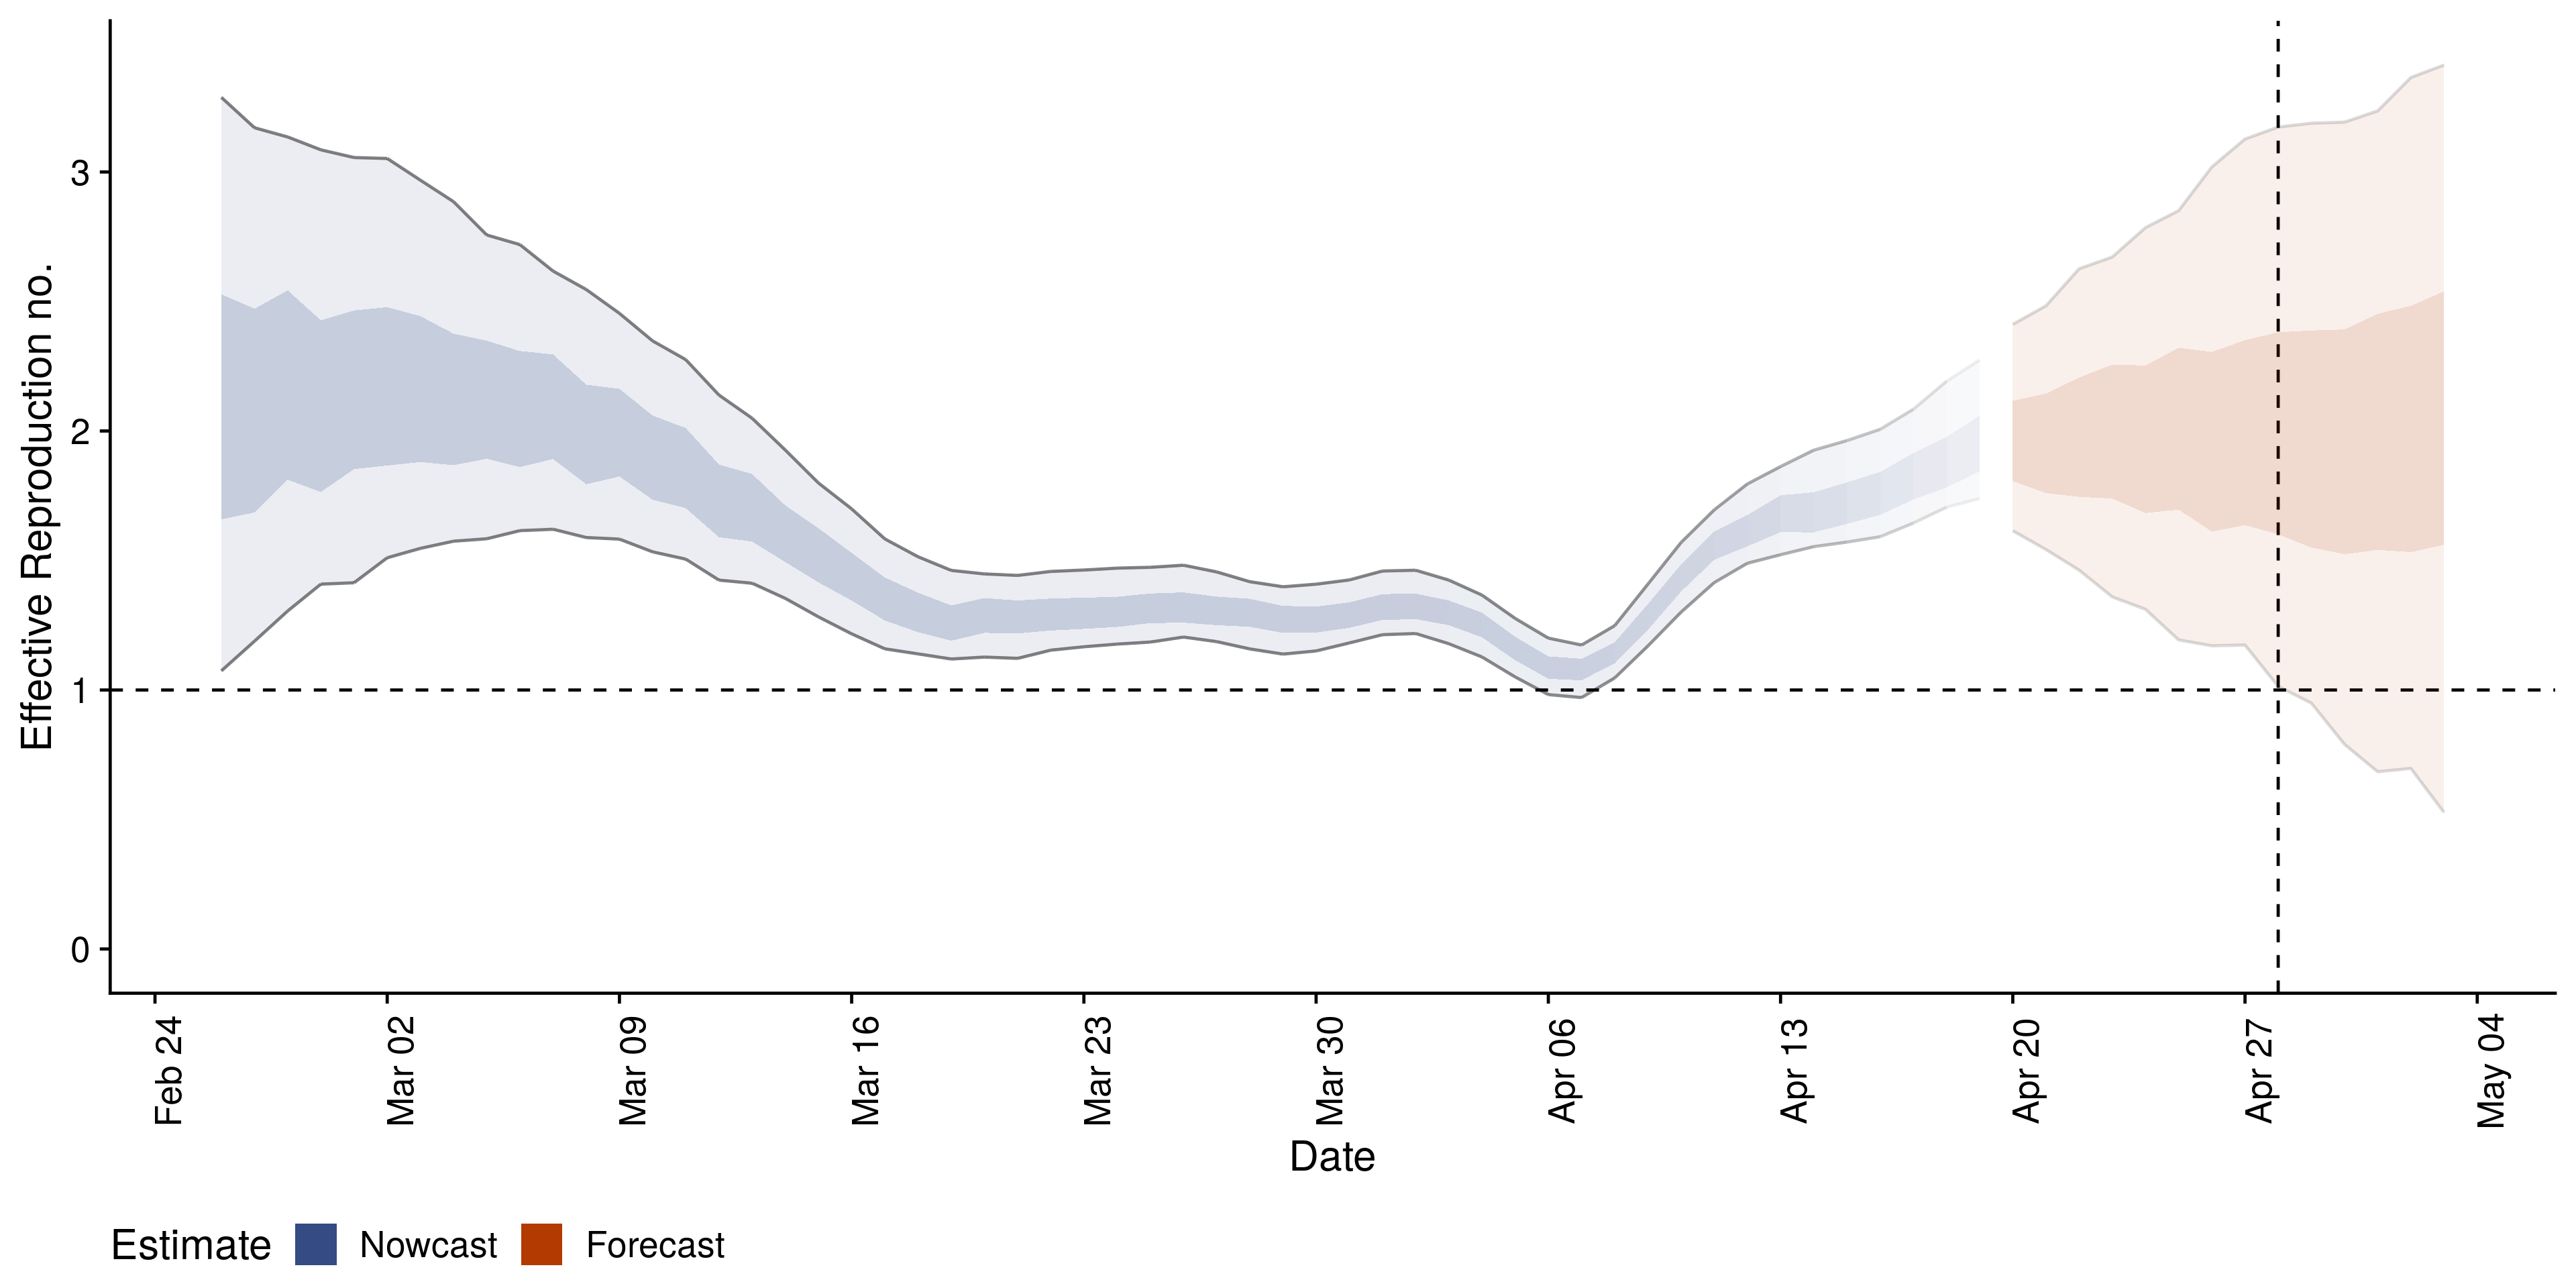 Effective Reproduction no.
3
2
1
0
Feb 24
Mar 02
Mar 09
Mar 16
Mar 23
Mar 30
Apr 06
Apr 13
Apr 20
Apr 27
May 04
Date
Estimate Nowcast Forecast